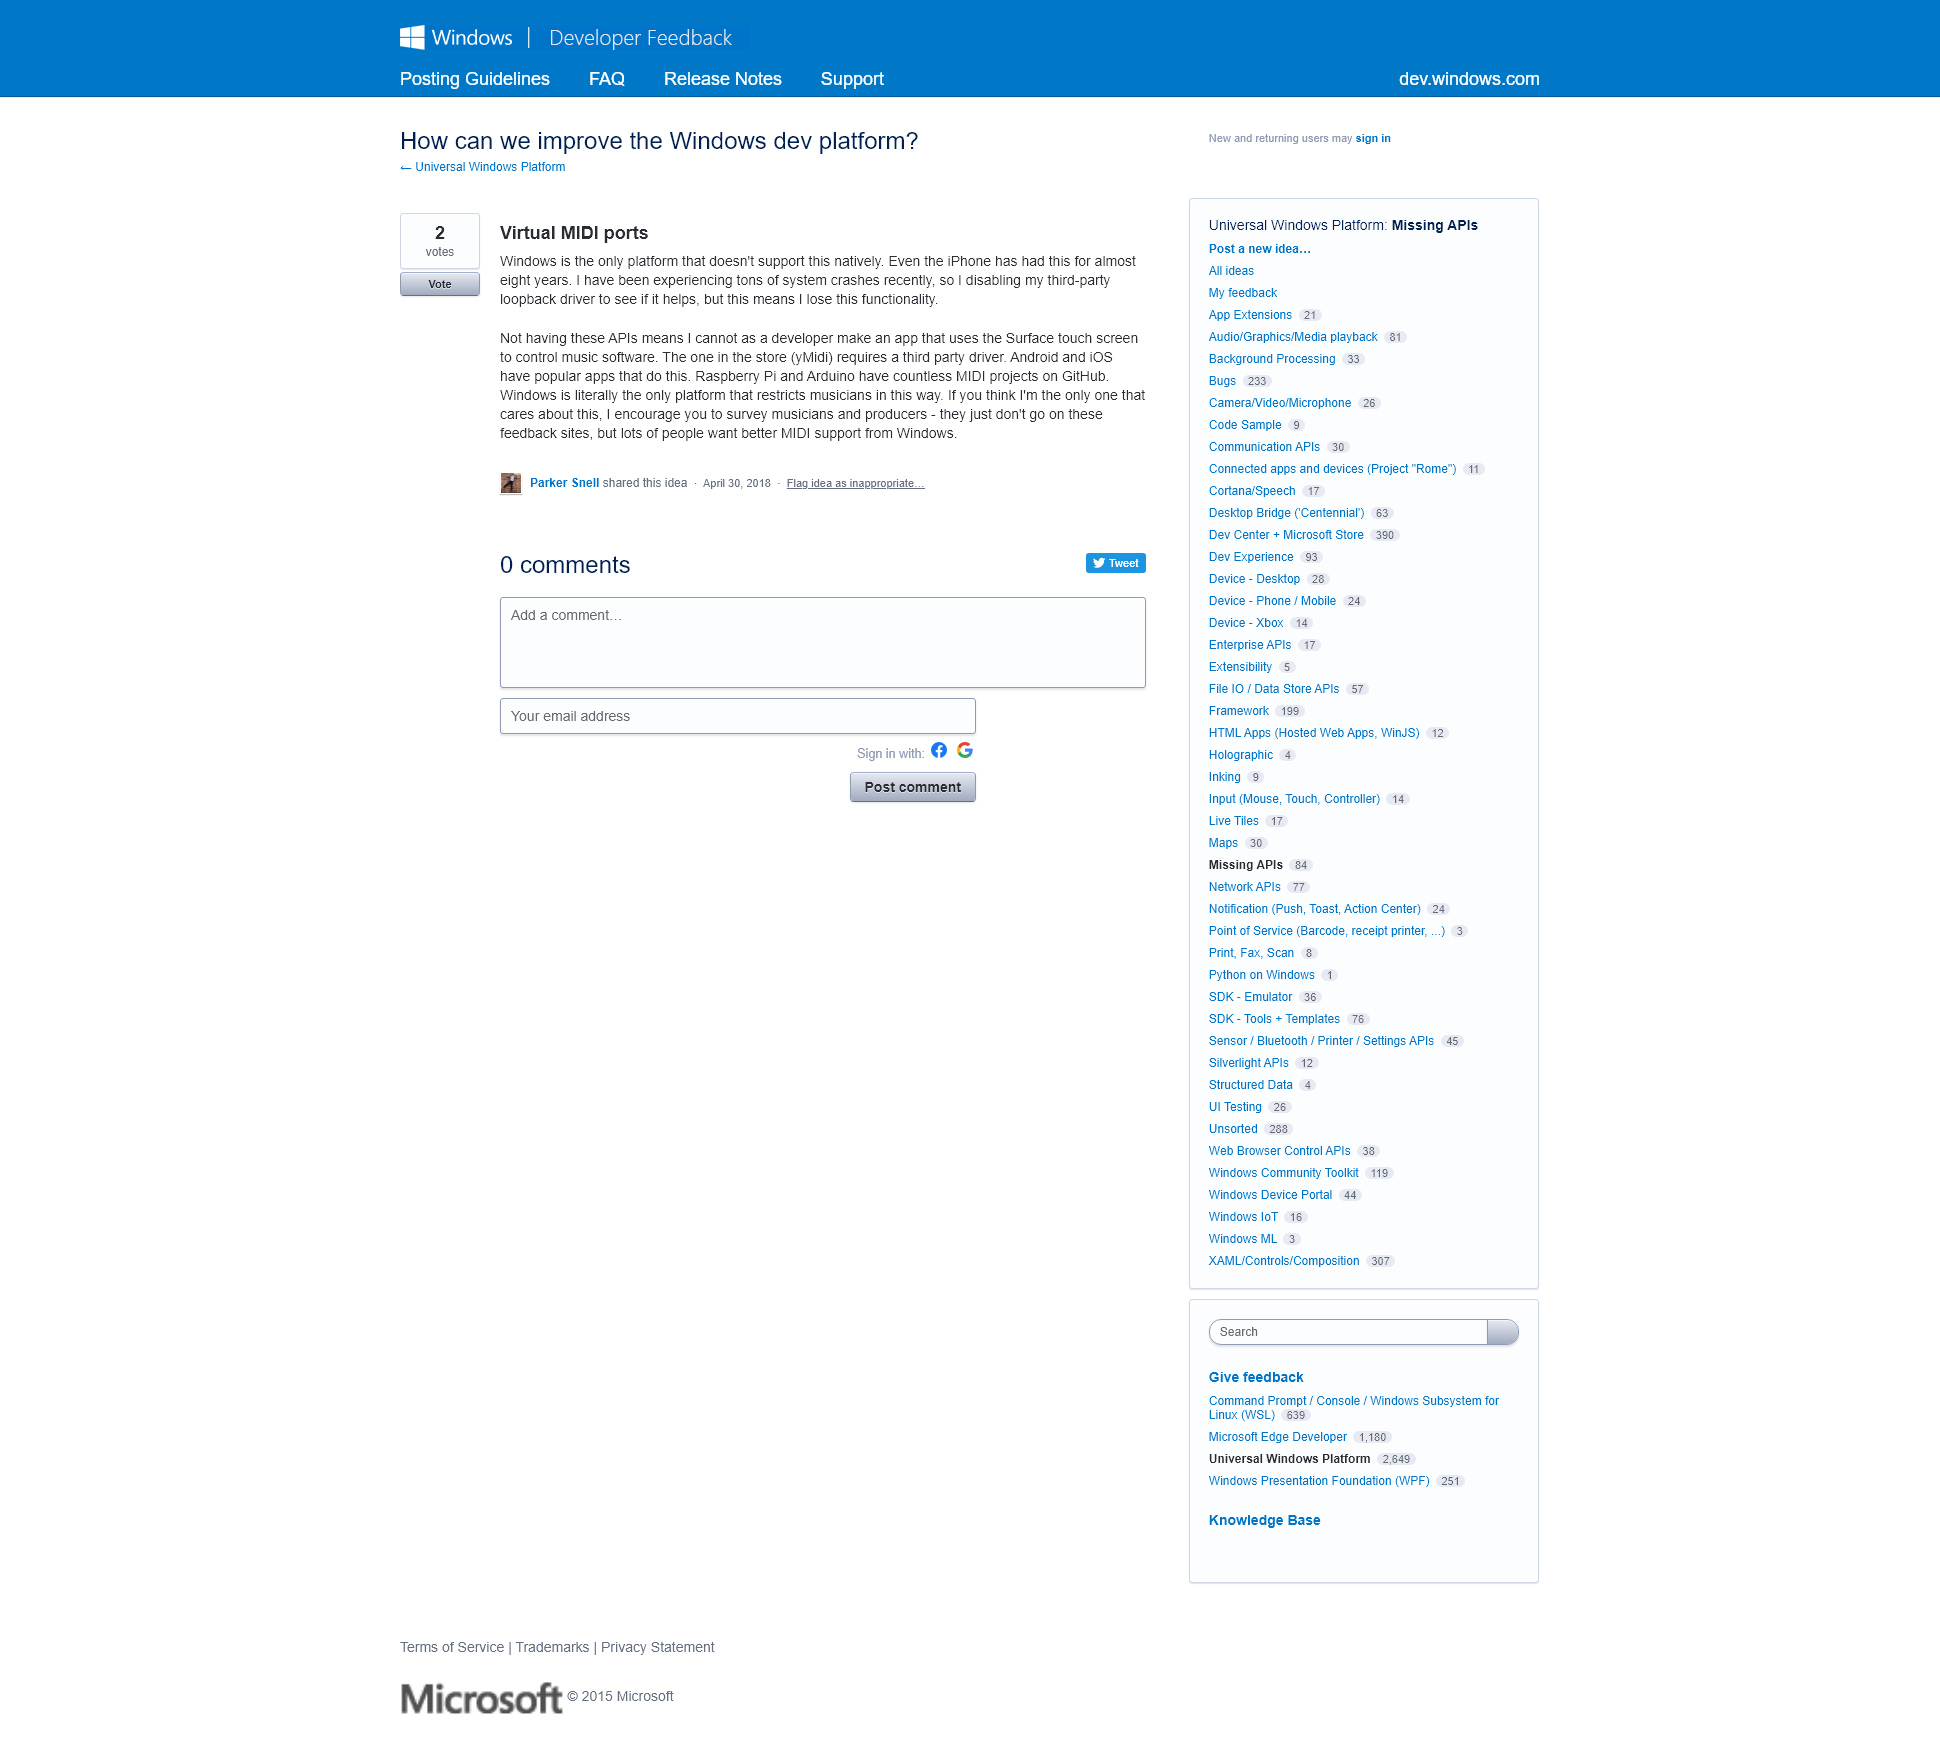 Windows | Developer Feedback
Posting Guidelines FAQ Release Notes Support dev.windows.com
How can we improve the Windows dev platform?
← Universal Windows Platform
New and returning users may sign in
2
votes
Vote
Virtual MIDI ports
Windows is the only platform that doesn't support this natively. Even the iPhone has had this for almost
eight years. I have been experiencing tons of system crashes recently, so I disabling my third-party
loopback driver to see if it helps, but this means I lose this functionality.
Not having these APIs means I cannot as a developer make an app that uses the Surface touch screen
to control music software. The one in the store (yMidi) requires a third party driver. Android and iOS
have popular apps that do this. Raspberry Pi and Arduino have countless MIDI projects on GitHub.
Windows is literally the only platform that restricts musicians in this way. If you think I'm the only one that
cares about this, I encourage you to survey musicians and producers - they just don't go on these
feedback sites, but lots of people want better MIDI support from Windows.
Parker Snell shared this idea · April 30, 2018 · Flag idea as inappropriate…
0 comments
Tweet
Add a comment…
Your email address
Sign in with:
Post comment
Universal Windows Platform: Missing APIs
Post a new idea…
All ideas
My feedback
App Extensions 21
Audio/Graphics/Media playback 81
Background Processing 33
Bugs 233
Camera/Video/Microphone 26
Code Sample 9
Communication APIs 30
Connected apps and devices (Project "Rome") 11
Cortana/Speech 17
Desktop Bridge ('Centennial') 63
Dev Center + Microsoft Store 390
Dev Experience 93
Device - Desktop 28
Device - Phone / Mobile 24
Device - Xbox 14
Enterprise APIs 17
Extensibility 5
File IO / Data Store APIs 57
Framework 199
HTML Apps (Hosted Web Apps, WinJS) 12
Holographic 4
Inking 9
Input (Mouse, Touch, Controller) 14
Live Tiles 17
Maps 30
Missing APIs 84
Network APIs 77
Notification (Push, Toast, Action Center) 24
Point of Service (Barcode, receipt printer, ...) 3
Print, Fax, Scan 8
Python on Windows 1
SDK - Emulator 36
SDK - Tools + Templates 76
Sensor / Bluetooth / Printer / Settings APIs 45
Silverlight APIs 12
Structured Data 4
UI Testing 26
Unsorted 288
Web Browser Control APIs 38
Windows Community Toolkit 119
Windows Device Portal 44
Windows IoT 16
Windows ML 3
XAML/Controls/Composition 307
Search
Give feedback
Command Prompt / Console / Windows Subsystem for
Linux (WSL) 639
Microsoft Edge Developer 1,180
Universal Windows Platform 2,649
Windows Presentation Foundation (WPF) 251
Knowledge Base
Terms of Service | Trademarks | Privacy Statement
Microsoft © 2015 Microsoft